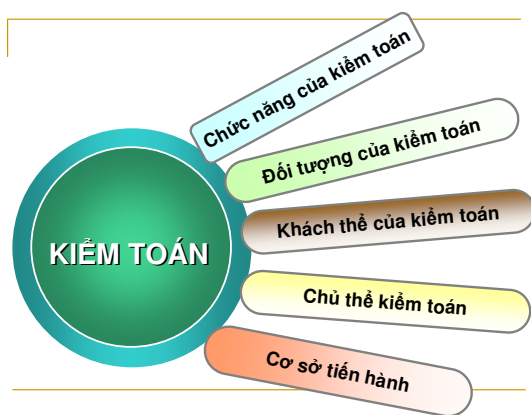 Chức năng của kiểm toán
Đối tượng của kiểm toán
Khách thể của kiểm toán
KIỂM TOÁN
Chủ thể kiểm toán
Cơ sở tiến hành